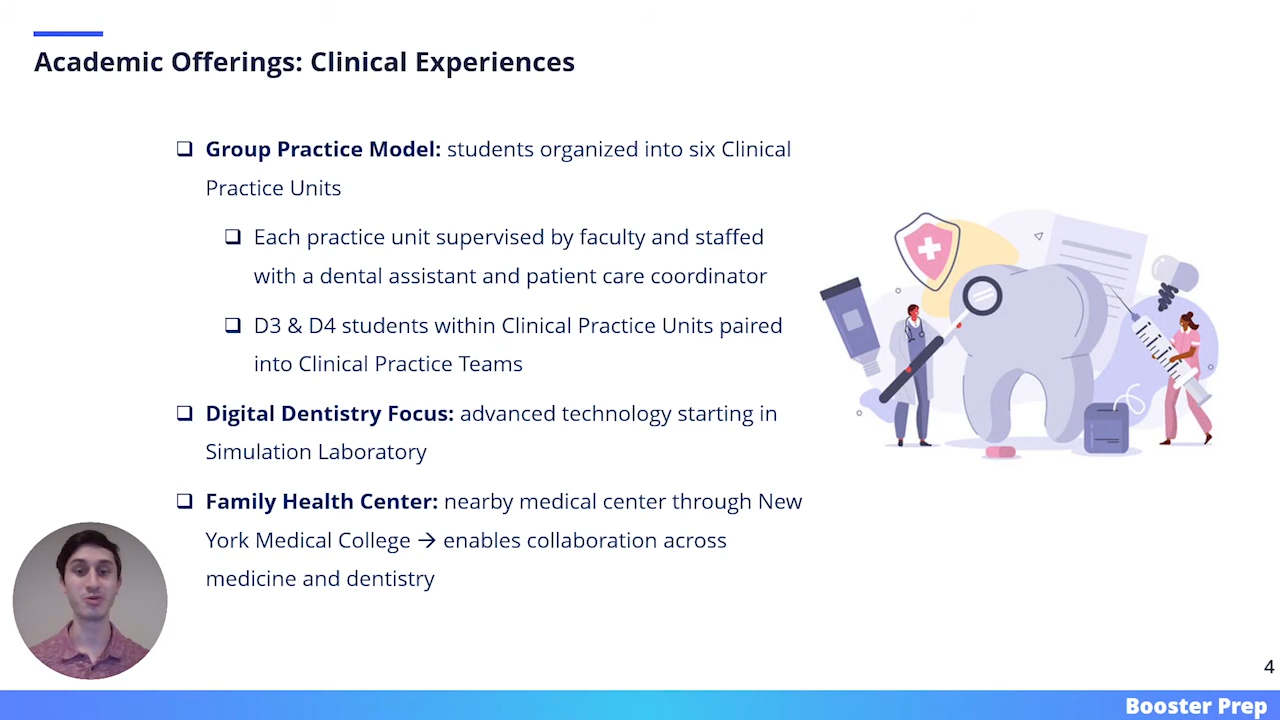 Academic Offerings: Clinical Experiences
Group Practice Model: students organized into six Clinical
Practice Units
Each practice unit supervised by faculty and staffed
with a dental assistant and patient care coordinator
D3 & D4 students within Clinical Practice Units paired
into Clinical Practice Teams
Digital Dentistry Focus: advanced technology starting in
Simulation Laboratory
Family Health Center: nearby medical center through New
York Medical College → enables collaboration across
medicine and dentistry
4
Booster Prep